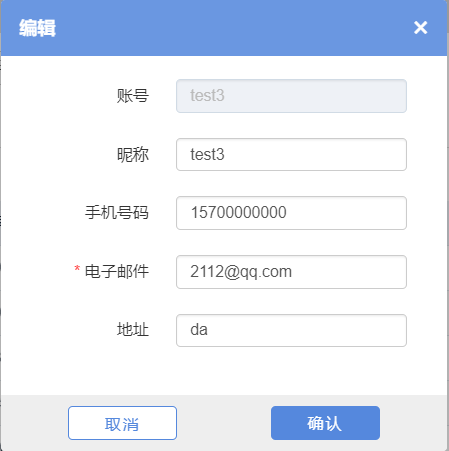 编辑 ×
账号 test3
昵称 test3
手机号码 15700000000
* 电子邮件 2112@qq.com
地址 da
取消 确认